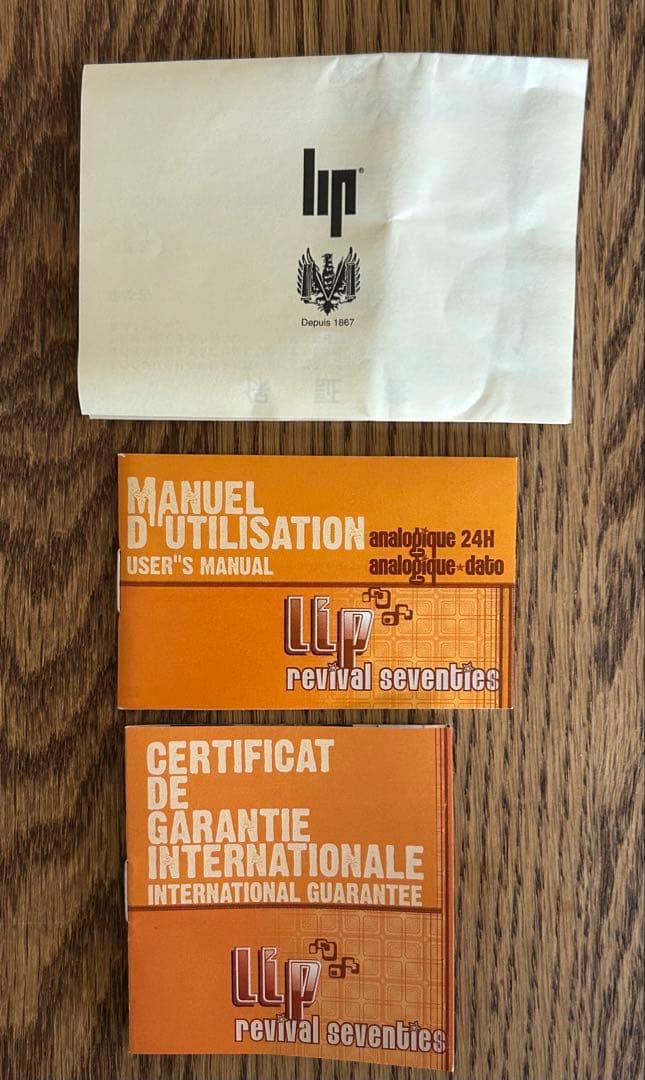 lip®
Depuis 1867
MANUEL
D"UTILISATION
USER"S MANUAL
analogique 24H
analogique★dato
lip
revival seventies
CERTIFICAT
DE
GARANTIE
INTERNATIONALE
INTERNATIONAL GUARANTEE
lip
revival seventies